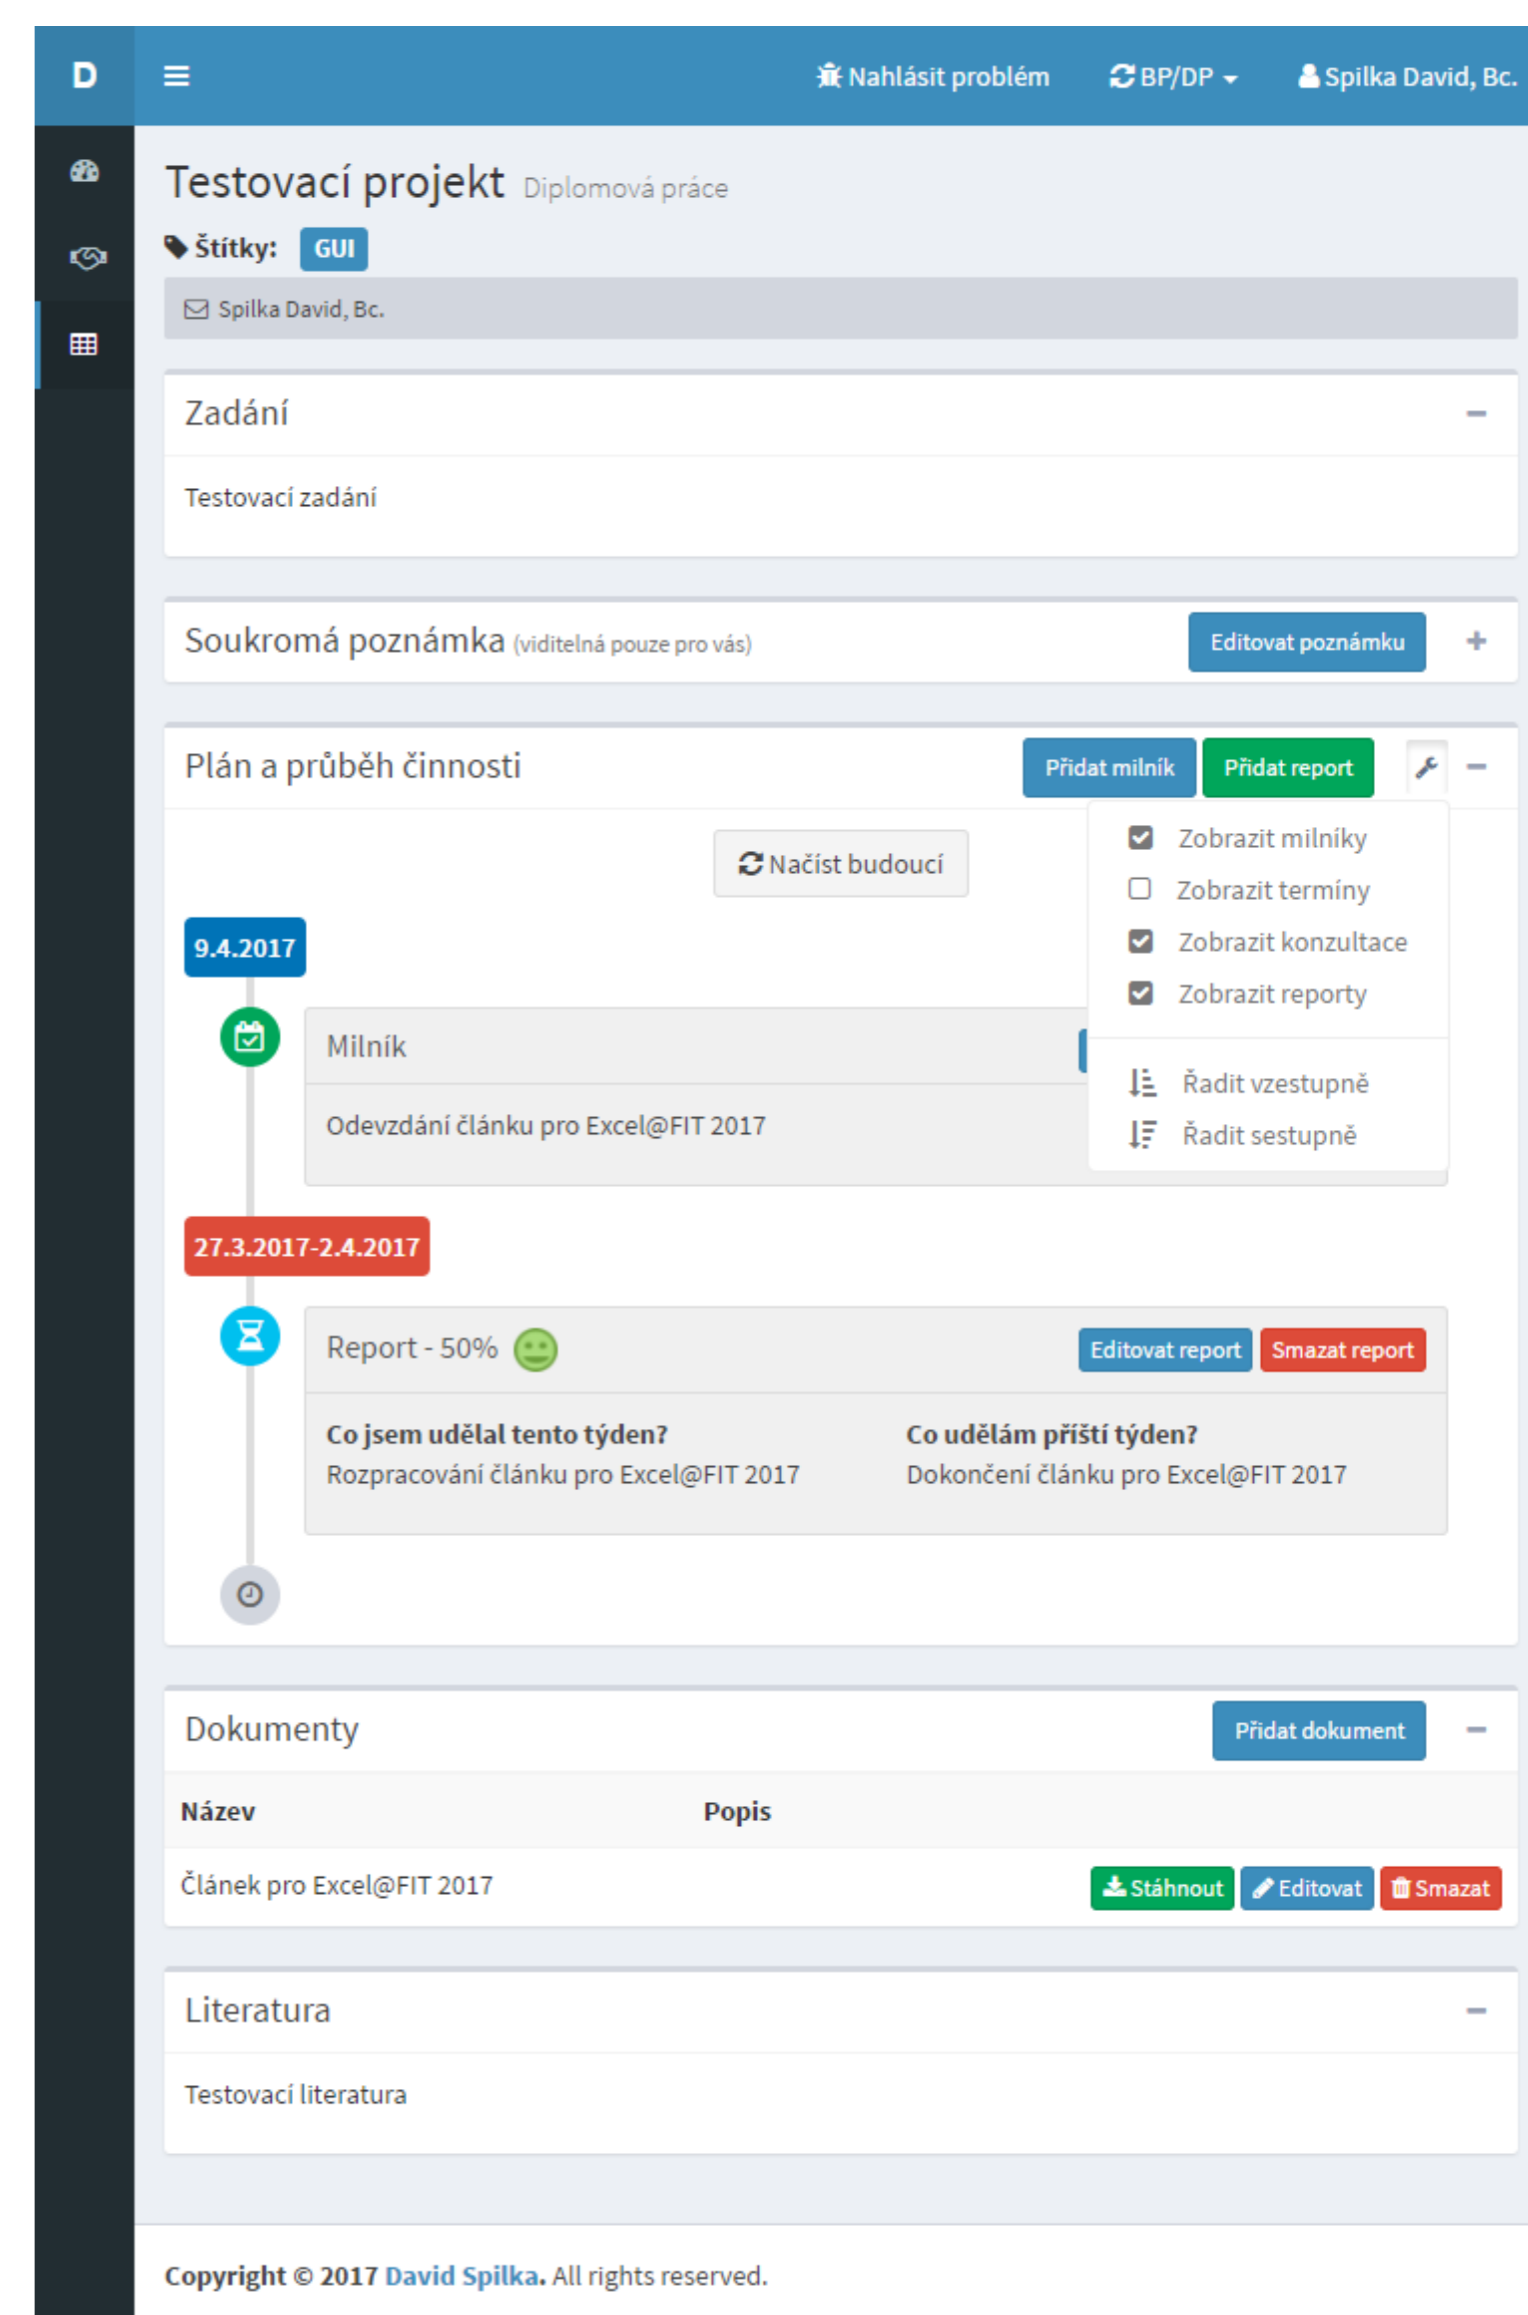 D
Nahlásit problém BP/DP Spilka David, Bc.
Testovací projekt Diplomová práce
Štítky: GUI
Spilka David, Bc.
Zadání
Testovací zadání
Soukromá poznámka (viditelná pouze pro vás) Editovat poznámku
Plán a průběh činnosti Přidat milník Přidat report
Zobrazit milníky
Zobrazit termíny
Zobrazit konzultace
Zobrazit reporty
Řadit vzestupně
Řadit sestupně
Načíst budoucí
9.4.2017
Milník
Odevzdání článku pro Excel@FIT 2017
27.3.2017-2.4.2017
Report - 50% Editovat report Smazat report
Co jsem udělal tento týden? Co udělám příští týden?
Rozpracování článku pro Excel@FIT 2017 Dokončení článku pro Excel@FIT 2017
Dokumenty Přidat dokument
Název Popis
Článek pro Excel@FIT 2017 Stáhnout Editovat Smazat
Literatura
Testovací literatura
Copyright © 2017 David Spilka. All rights reserved.